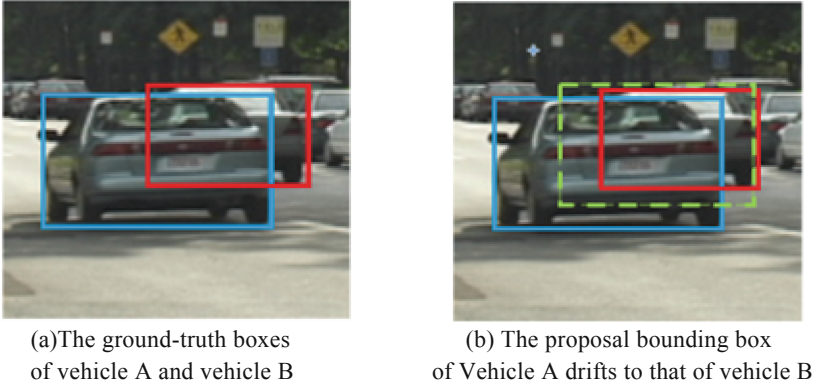 (a)The ground-truth boxes
of vehicle A and vehicle B
(b) The proposal bounding box
of Vehicle A drifts to that of vehicle B